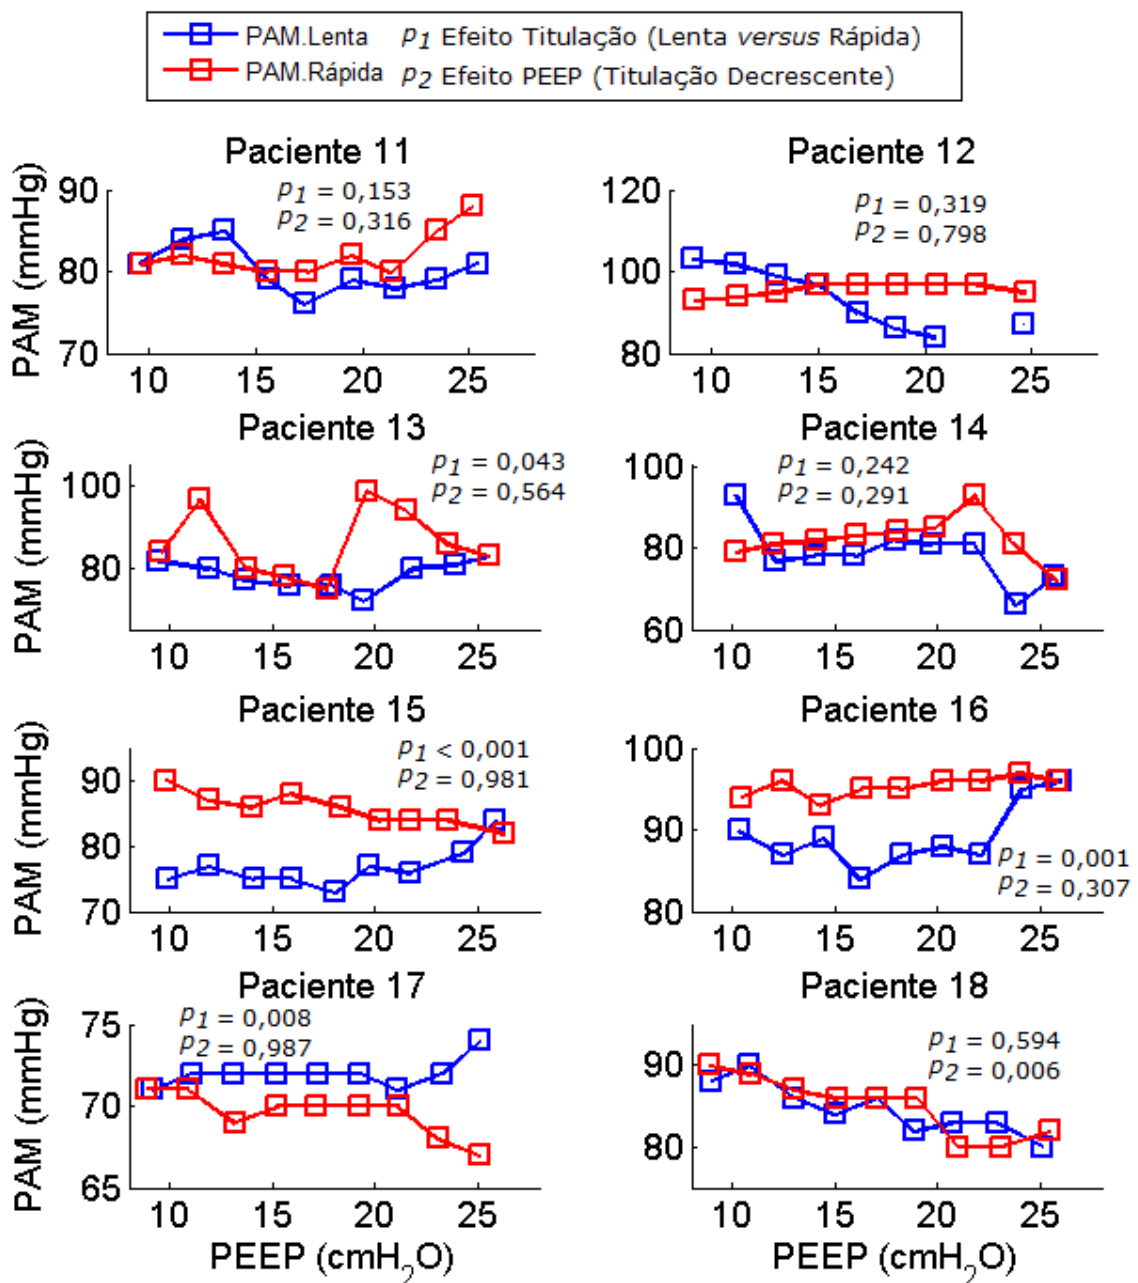 PAM.Lenta p1 Efeito Titulação (Lenta versus Rápida)
PAM.Rápida p2 Efeito PEEP (Titulação Decrescente)
Paciente 11
p1 = 0,153
p2 = 0,316
PAM (mmHg)
90
80
70
10 15 20 25
Paciente 12
p1 = 0,319
p2 = 0,798
120
100
80
10 15 20 25
Paciente 13
p1 = 0,043
p2 = 0,564
PAM (mmHg)
100
80
10 15 20 25
Paciente 14
p1 = 0,242
p2 = 0,291
100
80
60
10 15 20 25
Paciente 15
p1 < 0,001
p2 = 0,981
PAM (mmHg)
90
80
70
10 15 20 25
Paciente 16
100
90
80
p1 = 0,001
p2 = 0,307
10 15 20 25
Paciente 17
p1 = 0,008
p2 = 0,987
PAM (mmHg)
75
70
65
10 15 20 25
PEEP (cmH2O)
Paciente 18
p1 = 0,594
p2 = 0,006
90
80
10 15 20 25
PEEP (cmH2O)